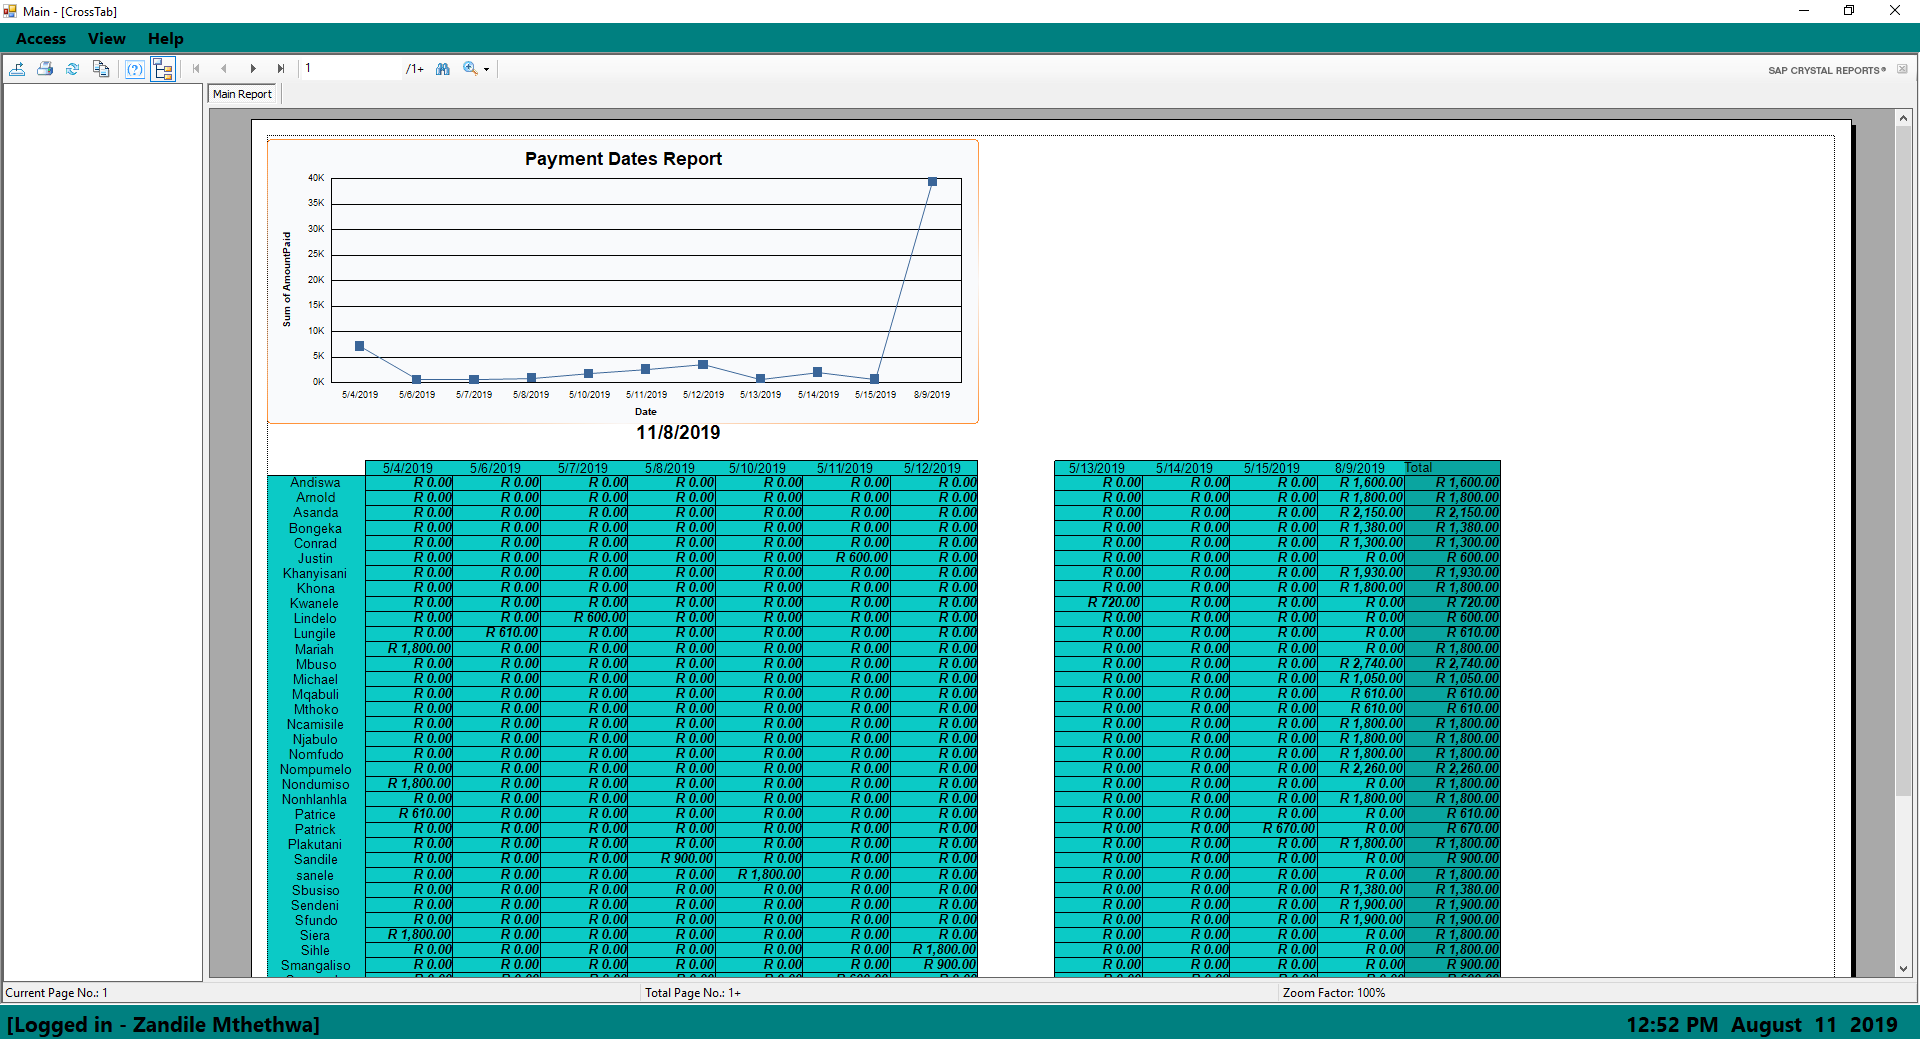 Main - [CrossTab]
Access View Help
1 /1+ SAP CRYSTAL REPORTS®
Main Report
Payment Dates Report
40K
35K
30K
25K
20K
15K
10K
5K
0K
Sum of AmountPaid
5/4/2019 5/6/2019 5/7/2019 5/8/2019 5/10/2019 5/11/2019 5/12/2019 5/13/2019 5/14/2019 5/15/2019 8/9/2019
Date
11/8/2019
5/4/2019 5/6/2019 5/7/2019 5/8/2019 5/10/2019 5/11/2019 5/12/2019 5/13/2019 5/14/2019 5/15/2019 8/9/2019 Total
Andiswa R 0.00 R 0.00 R 0.00 R 0.00 R 0.00 R 0.00 R 0.00 R 0.00 R 0.00 R 0.00 R 1,600.00 R 1,600.00
Arnold R 0.00 R 0.00 R 0.00 R 0.00 R 0.00 R 0.00 R 0.00 R 0.00 R 0.00 R 0.00 R 1,800.00 R 1,800.00
Asanda R 0.00 R 0.00 R 0.00 R 0.00 R 0.00 R 0.00 R 0.00 R 0.00 R 0.00 R 0.00 R 2,150.00 R 2,150.00
Bongeka R 0.00 R 0.00 R 0.00 R 0.00 R 0.00 R 0.00 R 0.00 R 0.00 R 0.00 R 0.00 R 1,380.00 R 1,380.00
Conrad R 0.00 R 0.00 R 0.00 R 0.00 R 0.00 R 0.00 R 0.00 R 0.00 R 0.00 R 0.00 R 1,300.00 R 1,300.00
Justin R 0.00 R 0.00 R 0.00 R 0.00 R 0.00 R 600.00 R 0.00 R 0.00 R 0.00 R 0.00 R 0.00 R 600.00
Khanyisani R 0.00 R 0.00 R 0.00 R 0.00 R 0.00 R 0.00 R 0.00 R 0.00 R 0.00 R 0.00 R 1,930.00 R 1,930.00
Khona R 0.00 R 0.00 R 0.00 R 0.00 R 0.00 R 0.00 R 0.00 R 0.00 R 0.00 R 0.00 R 1,800.00 R 1,800.00
Kwanele R 0.00 R 0.00 R 0.00 R 0.00 R 0.00 R 0.00 R 0.00 R 720.00 R 0.00 R 0.00 R 0.00 R 720.00
Lindelo R 0.00 R 0.00 R 600.00 R 0.00 R 0.00 R 0.00 R 0.00 R 0.00 R 0.00 R 0.00 R 0.00 R 600.00
Lungile R 0.00 R 610.00 R 0.00 R 0.00 R 0.00 R 0.00 R 0.00 R 0.00 R 0.00 R 0.00 R 0.00 R 610.00
Mariah R 1,800.00 R 0.00 R 0.00 R 0.00 R 0.00 R 0.00 R 0.00 R 0.00 R 0.00 R 0.00 R 0.00 R 1,800.00
Mbuso R 0.00 R 0.00 R 0.00 R 0.00 R 0.00 R 0.00 R 0.00 R 0.00 R 0.00 R 0.00 R 2,740.00 R 2,740.00
Michael R 0.00 R 0.00 R 0.00 R 0.00 R 0.00 R 0.00 R 0.00 R 0.00 R 0.00 R 0.00 R 1,050.00 R 1,050.00
Mqabuli R 0.00 R 0.00 R 0.00 R 0.00 R 0.00 R 0.00 R 0.00 R 0.00 R 0.00 R 0.00 R 610.00 R 610.00
Mthoko R 0.00 R 0.00 R 0.00 R 0.00 R 0.00 R 0.00 R 0.00 R 0.00 R 0.00 R 0.00 R 610.00 R 610.00
Ncamisile R 0.00 R 0.00 R 0.00 R 0.00 R 0.00 R 0.00 R 0.00 R 0.00 R 0.00 R 0.00 R 1,800.00 R 1,800.00
Njabulo R 0.00 R 0.00 R 0.00 R 0.00 R 0.00 R 0.00 R 0.00 R 0.00 R 0.00 R 0.00 R 1,800.00 R 1,800.00
Nomfudo R 0.00 R 0.00 R 0.00 R 0.00 R 0.00 R 0.00 R 0.00 R 0.00 R 0.00 R 0.00 R 1,800.00 R 1,800.00
Nompumelo R 0.00 R 0.00 R 0.00 R 0.00 R 0.00 R 0.00 R 0.00 R 0.00 R 0.00 R 0.00 R 2,260.00 R 2,260.00
Nondumiso R 1,800.00 R 0.00 R 0.00 R 0.00 R 0.00 R 0.00 R 0.00 R 0.00 R 0.00 R 0.00 R 0.00 R 1,800.00
Nonhlanhla R 0.00 R 0.00 R 0.00 R 0.00 R 0.00 R 0.00 R 0.00 R 0.00 R 0.00 R 0.00 R 1,800.00 R 1,800.00
Patrice R 610.00 R 0.00 R 0.00 R 0.00 R 0.00 R 0.00 R 0.00 R 0.00 R 0.00 R 0.00 R 0.00 R 610.00
Patrick R 0.00 R 0.00 R 0.00 R 0.00 R 0.00 R 0.00 R 0.00 R 0.00 R 0.00 R 670.00 R 0.00 R 670.00
Plakutani R 0.00 R 0.00 R 0.00 R 0.00 R 0.00 R 0.00 R 0.00 R 0.00 R 0.00 R 0.00 R 1,800.00 R 1,800.00
Sandile R 0.00 R 0.00 R 0.00 R 900.00 R 0.00 R 0.00 R 0.00 R 0.00 R 0.00 R 0.00 R 0.00 R 900.00
sanele R 0.00 R 0.00 R 0.00 R 0.00 R 1,800.00 R 0.00 R 0.00 R 0.00 R 0.00 R 0.00 R 0.00 R 1,800.00
Sbusiso R 0.00 R 0.00 R 0.00 R 0.00 R 0.00 R 0.00 R 0.00 R 0.00 R 0.00 R 0.00 R 1,380.00 R 1,380.00
Sendeni R 0.00 R 0.00 R 0.00 R 0.00 R 0.00 R 0.00 R 0.00 R 0.00 R 0.00 R 0.00 R 1,900.00 R 1,900.00
Sfundo R 0.00 R 0.00 R 0.00 R 0.00 R 0.00 R 0.00 R 0.00 R 0.00 R 0.00 R 0.00 R 1,900.00 R 1,900.00
Siera R 1,800.00 R 0.00 R 0.00 R 0.00 R 0.00 R 0.00 R 0.00 R 0.00 R 0.00 R 0.00 R 0.00 R 1,800.00
Sihle R 0.00 R 0.00 R 0.00 R 0.00 R 0.00 R 0.00 R 1,800.00 R 0.00 R 0.00 R 0.00 R 0.00 R 1,800.00
Smangaliso R 0.00 R 0.00 R 0.00 R 0.00 R 0.00 R 0.00 R 900.00 R 0.00 R 0.00 R 0.00 R 0.00 R 900.00
Current Page No.: 1 Total Page No.: 1+ Zoom Factor: 100%
[Logged in - Zandile Mthethwa] 12:52 PM August 11 2019